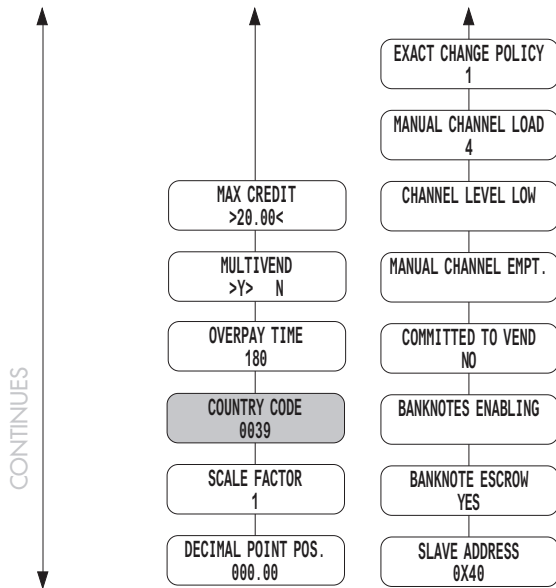 CONTINUES
MAX CREDIT
>20.00<
MULTIVEND
>Y> N
OVERPAY TIME
180
COUNTRY CODE
0039
SCALE FACTOR
1
DECIMAL POINT POS.
000.00
EXACT CHANGE POLICY
1
MANUAL CHANNEL LOAD
4
CHANNEL LEVEL LOW
MANUAL CHANNEL EMPT.
COMMITTED TO VEND
NO
BANKNOTES ENABLING
BANKNOTE ESCROW
YES
SLAVE ADDRESS
0X40